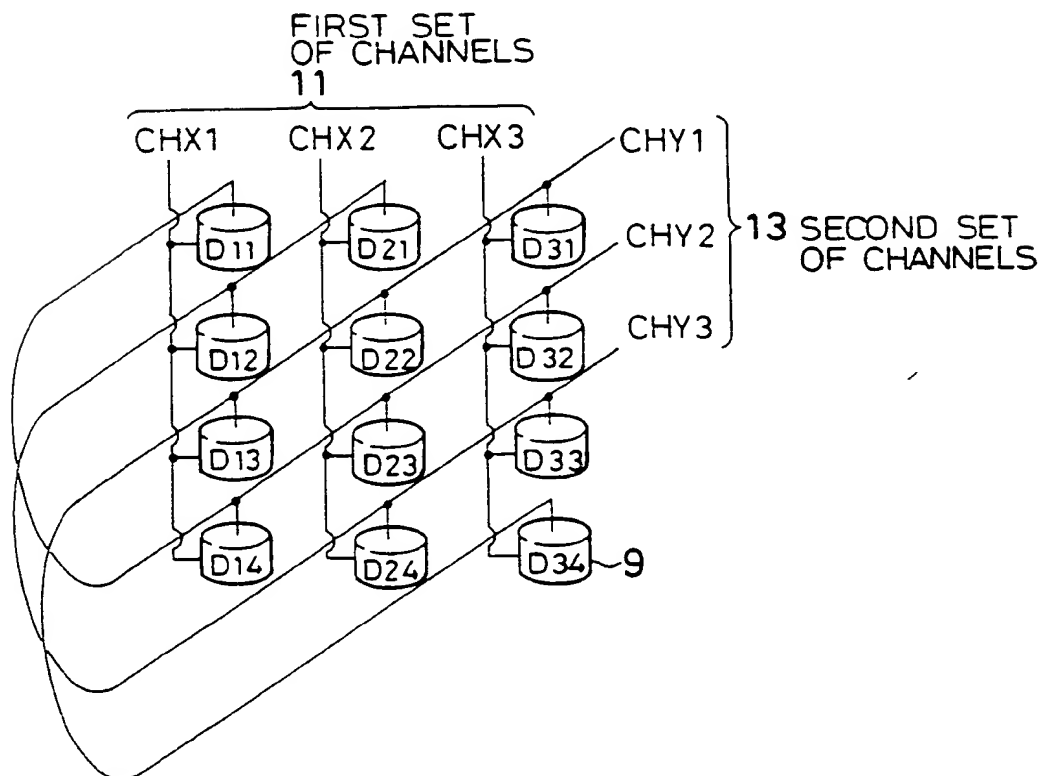 FIRST SET
OF CHANNELS
11
CHX1 CHX2 CHX3 CHY1
D11 D21 D31 CHY2 13 SECOND SET
OF CHANNELS
D12 D22 D32 CHY3
D13 D23 D33
D14 D24 D34 9